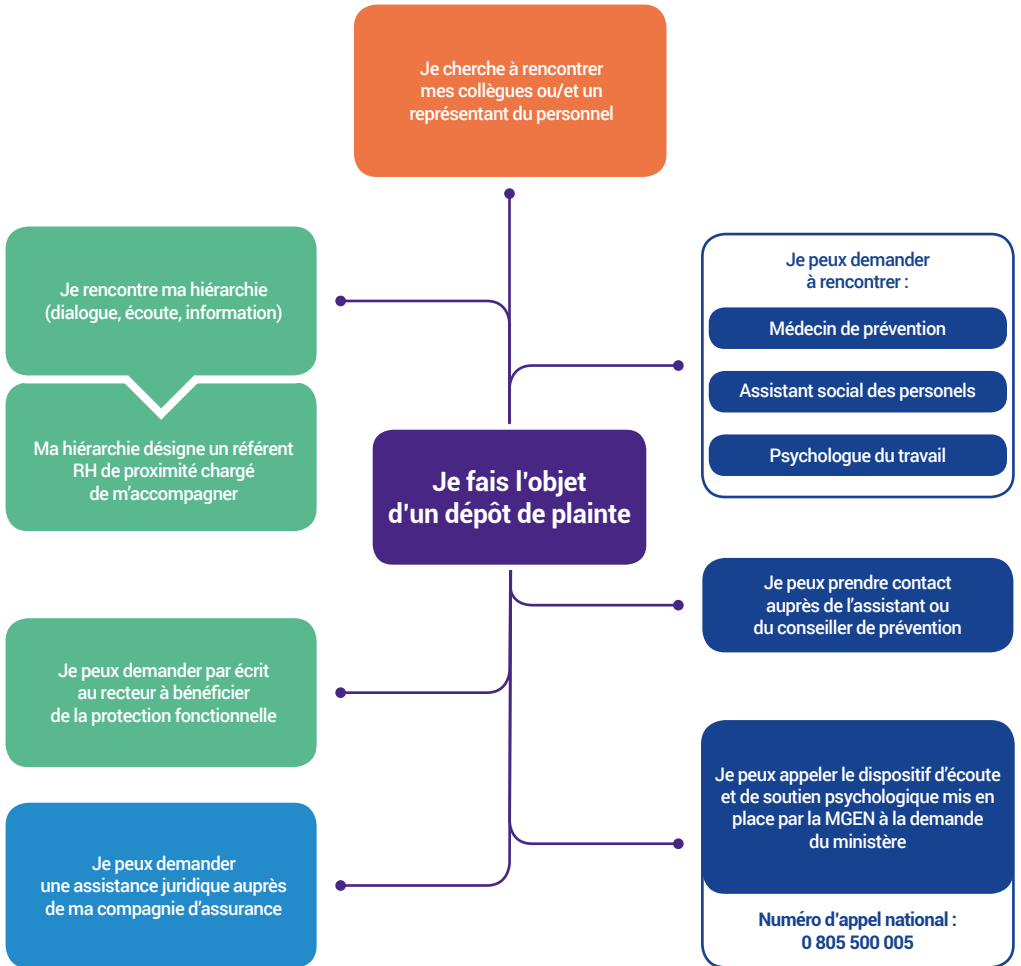 Je cherche à rencontrer
mes collègues ou/et un
représentant du personnel
Je rencontre ma hiérarchie
(dialogue, écoute, information)
Ma hiérarchie désigne un référent
RH de proximité chargé
de m'accompagner
Je peux demander
à rencontrer :
Médecin de prévention
Assistant social des personels
Psychologue du travail
Je fais l'objet
d'un dépôt de plainte
Je peux prendre contact
auprès de l'assistant ou
du conseiller de prévention
Je peux demander par écrit
au recteur à bénéficier
de la protection fonctionnelle
Je peux appeler le dispositif d'écoute
et de soutien psychologique mis en
place par la MGEN à la demande
du ministère
Numéro d'appel national :
0 805 500 005
Je peux demander
une assistance juridique auprès
de ma compagnie d'assurance